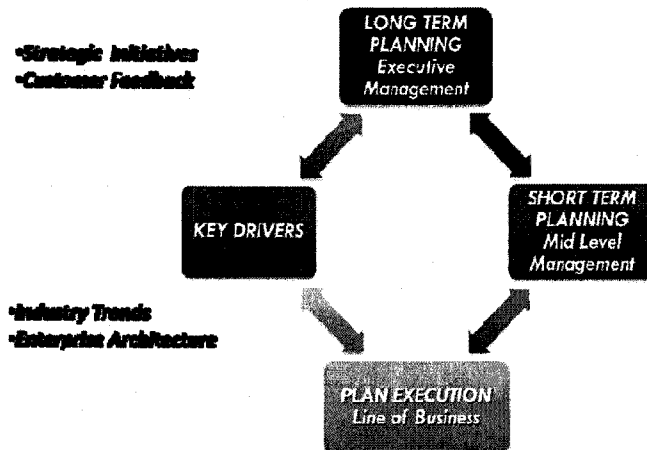 LONG TERM
PLANNING
Executive
Management
•Strategic Initiatives
•Customer Feedback
KEY DRIVERS
SHORT TERM
PLANNING
Mid Level
Management
•Industry Trends
•Enterprise Architecture
PLAN EXECUTION
Line of Business